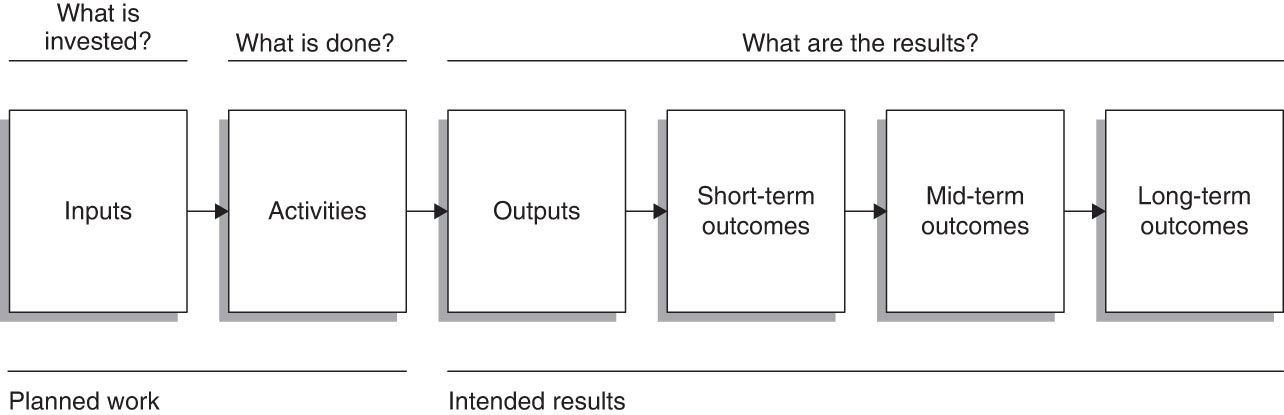 What is
invested?
What is done?
What are the results?
Inputs
Activities
Outputs
Short-term
outcomes
Mid-term
outcomes
Long-term
outcomes
Planned work
Intended results